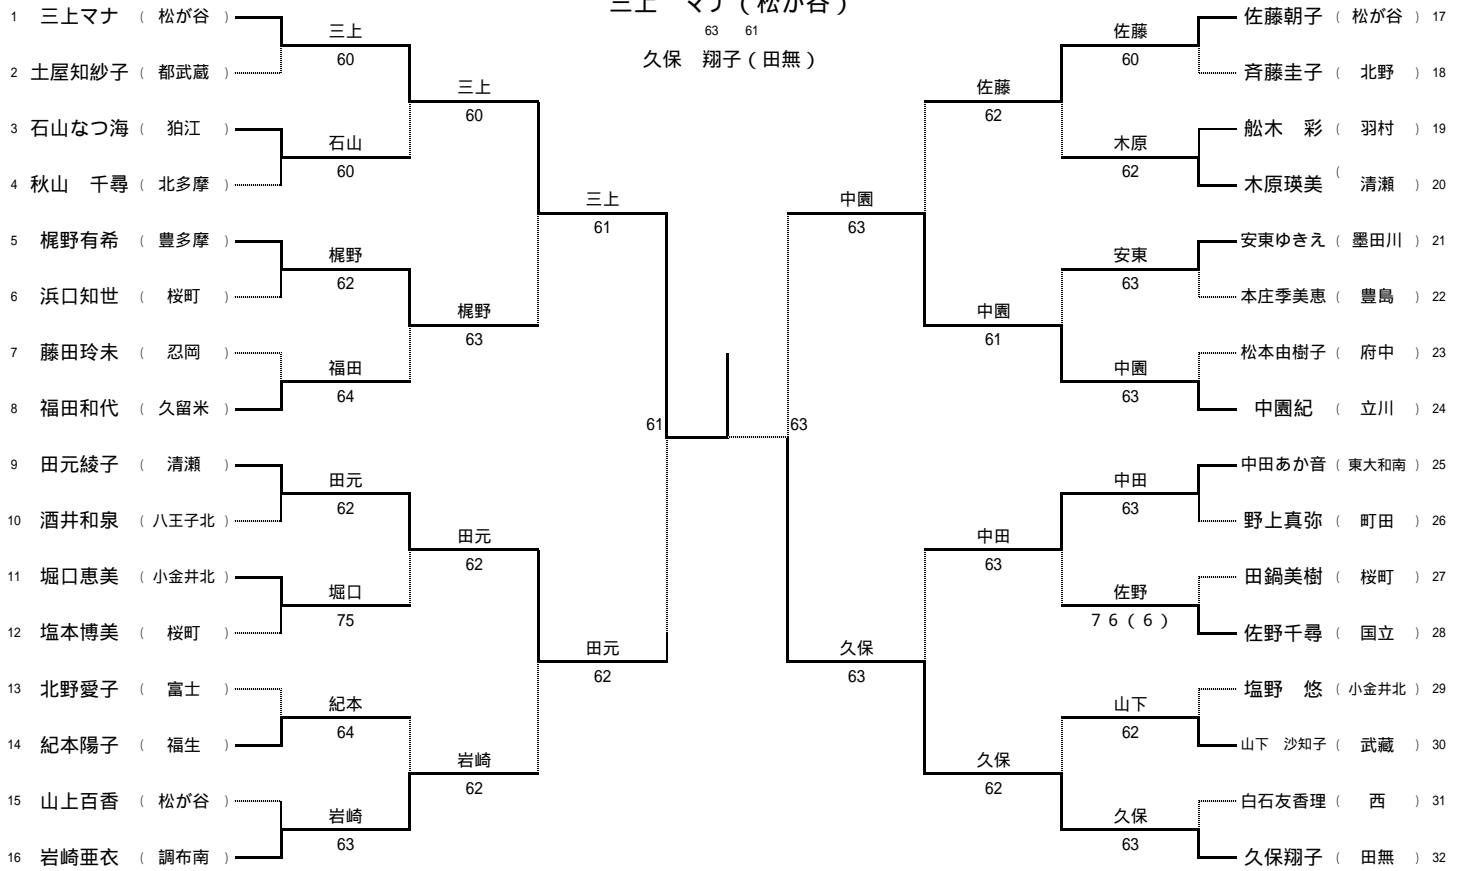 三上　マナ（松が谷）
63 61
久保　翔子（田無）
1 三上マナ （ 松が谷 ）
2 土屋知紗子 （ 都武蔵 ）
3 石山なつ海 （ 狛江 ）
4 秋山　千尋 （ 北多摩 ）
5 梶野有希 （ 豊多摩 ）
6 浜口知世 （ 桜町 ）
7 藤田玲未 （ 忍岡 ）
8 福田和代 （ 久留米 ）
9 田元綾子 （ 清瀬 ）
10 酒井和泉 （ 八王子北 ）
11 堀口恵美 （ 小金井北 ）
12 塩本博美 （ 桜町 ）
13 北野愛子 （ 富士 ）
14 紀本陽子 （ 福生 ）
15 山上百香 （ 松が谷 ）
16 岩崎亜衣 （ 調布南 ）
三上
60
石山
60
梶野
62
福田
64
田元
62
堀口
75
紀本
64
岩崎
63
三上
60
梶野
63
田元
62
岩崎
62
三上
61
田元
62
61
63
中園
63
久保
63
佐藤
62
中園
61
中田
63
久保
62
佐藤
60
木原
62
安東
63
中園
63
中田
63
佐野
７６（６）
山下
62
久保
63
佐藤朝子 （ 松が谷 ） 17
斉藤圭子 （ 北野 ） 18
舩木　彩 （ 羽村 ） 19
木原瑛美 （ 清瀬 ） 20
安東ゆきえ （ 墨田川 ） 21
本庄季美恵 （ 豊島 ） 22
松本由樹子 （ 府中 ） 23
中園紀 （ 立川 ） 24
中田あか音 （ 東大和南 ） 25
野上真弥 （ 町田 ） 26
田鍋美樹 （ 桜町 ） 27
佐野千尋 （ 国立 ） 28
塩野　悠 （ 小金井北 ） 29
山下　沙知子 （ 武蔵 ） 30
白石友香理 （ 西 ） 31
久保翔子 （ 田無 ） 32